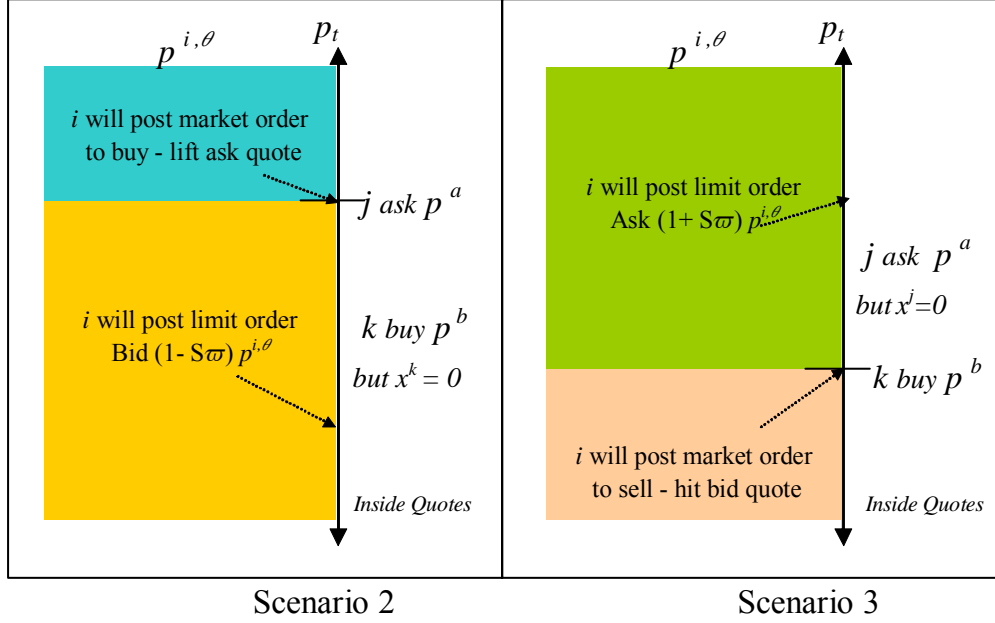 p^{i,θ}
p_t
i will post market order
to buy - lift ask quote
j ask p^a
i will post limit order
Bid (1- Sϖ) p^{i,θ}
k buy p^b
but x^k = 0
Inside Quotes
Scenario 2
p^{i,θ}
p_t
i will post limit order
Ask (1+ Sϖ) p^{i,θ}
j ask p^a
but x^j=0
k buy p^b
i will post market order
to sell - hit bid quote
Inside Quotes
Scenario 3